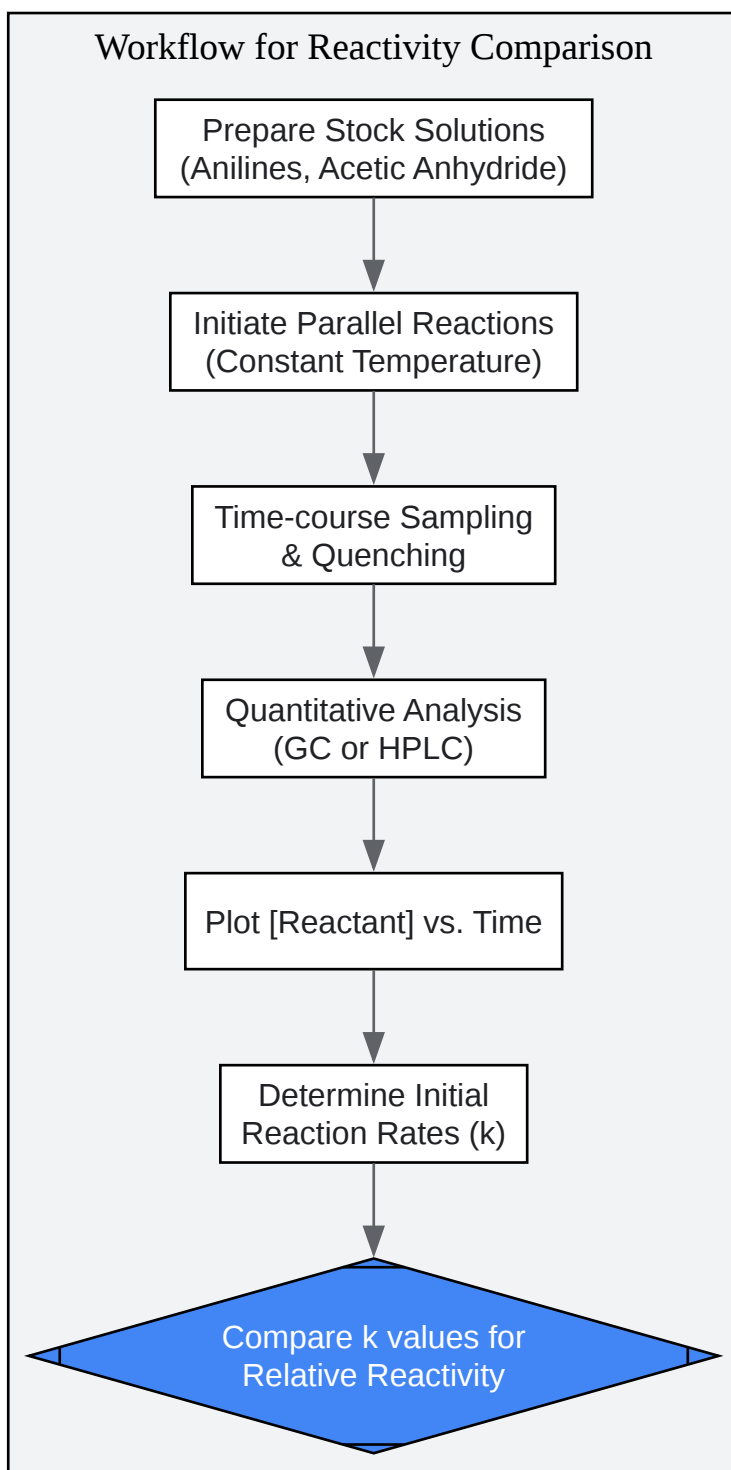 Workflow for Reactivity Comparison
Prepare Stock Solutions
(Anilines, Acetic Anhydride)
Initiate Parallel Reactions
(Constant Temperature)
Time-course Sampling
& Quenching
Quantitative Analysis
(GC or HPLC)
Plot [Reactant] vs. Time
Determine Initial
Reaction Rates (k)
Compare k values for
Relative Reactivity